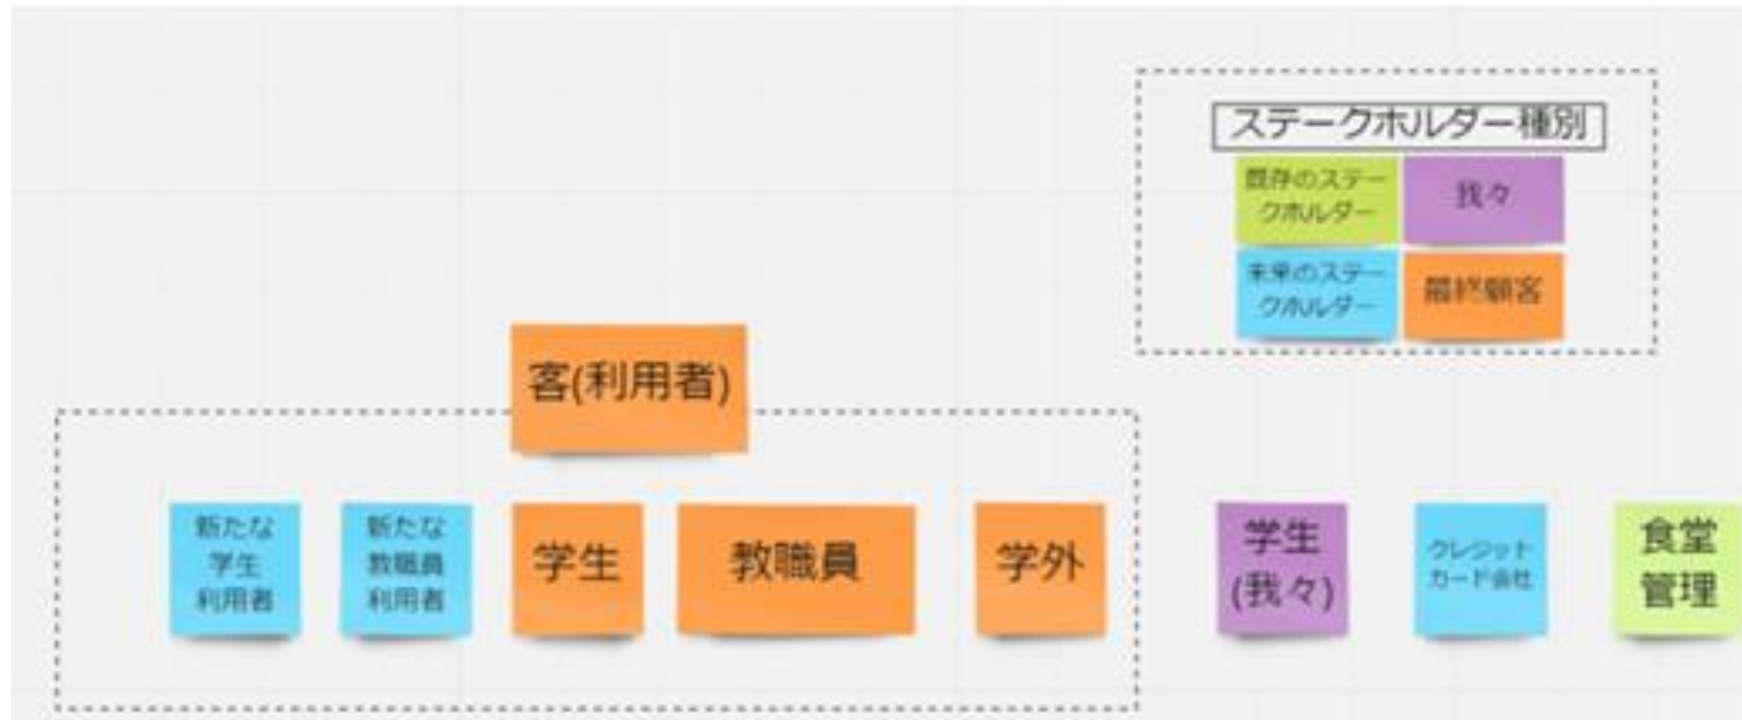 ステークホルダー種別
既存のステー
クホルダー
我々
未来のステー
クホルダー
最終顧客
客(利用者)
新たな
学生
利用者
新たな
教職員
利用者
学生
教職員
学外
学生
(我々)
クレジット
カード会社
食堂
管理